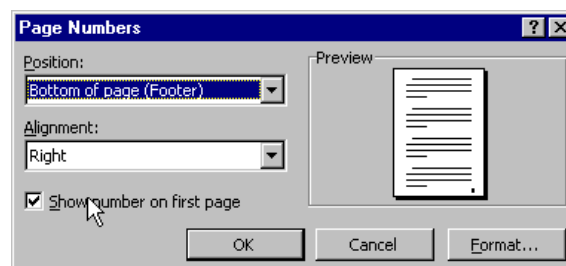 Page Numbers
Position:
Bottom of page (Footer)
Alignment:
Right
Show number on first page
Preview
OK
Cancel
Format...